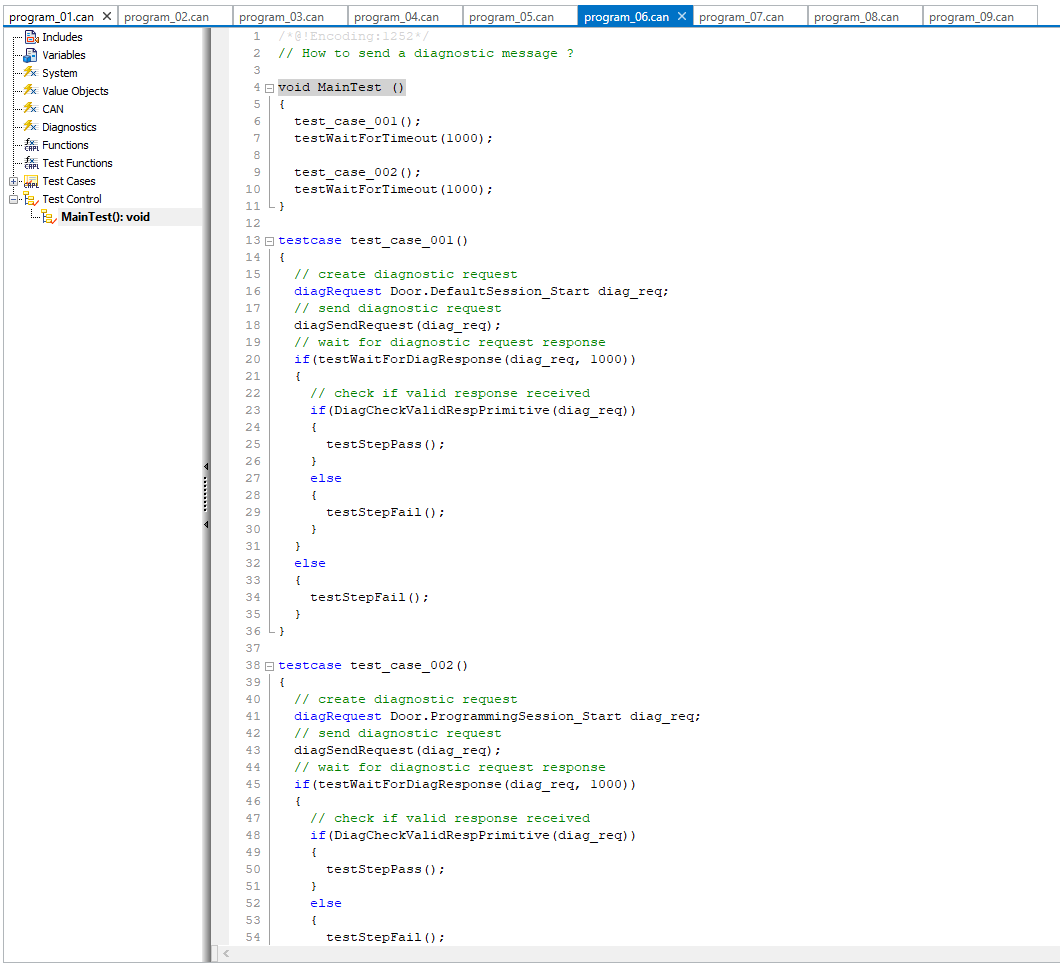 program_01.can program_02.can program_03.can program_04.can program_05.can program_06.can program_07.can program_08.can program_09.can
Includes
Variables
System
Value Objects
CAN
Diagnostics
Functions
Test Functions
Test Cases
Test Control
MainTest(): void
1 /*@!Encoding:1252*/
2 // How to send a diagnostic message ?
3
4 void MainTest ()
5 {
6 test_case_001();
7 testWaitForTimeout(1000);
8
9 test_case_002();
10 testWaitForTimeout(1000);
11 }
12
13 testcase test_case_001()
14 {
15 // create diagnostic request
16 diagRequest Door.DefaultSession_Start diag_req;
17 // send diagnostic request
18 diagSendRequest(diag_req);
19 // wait for diagnostic request response
20 if(testWaitForDiagResponse(diag_req, 1000))
21 {
22 // check if valid response received
23 if(DiagCheckValidRespPrimitive(diag_req))
24 {
25 testStepPass();
26 }
27 else
28 {
29 testStepFail();
30 }
31 }
32 else
33 {
34 testStepFail();
35 }
36 }
37
38 testcase test_case_002()
39 {
40 // create diagnostic request
41 diagRequest Door.ProgrammingSession_Start diag_req;
42 // send diagnostic request
43 diagSendRequest(diag_req);
44 // wait for diagnostic request response
45 if(testWaitForDiagResponse(diag_req, 1000))
46 {
47 // check if valid response received
48 if(DiagCheckValidRespPrimitive(diag_req))
49 {
50 testStepPass();
51 }
52 else
53 {
54 testStepFail();